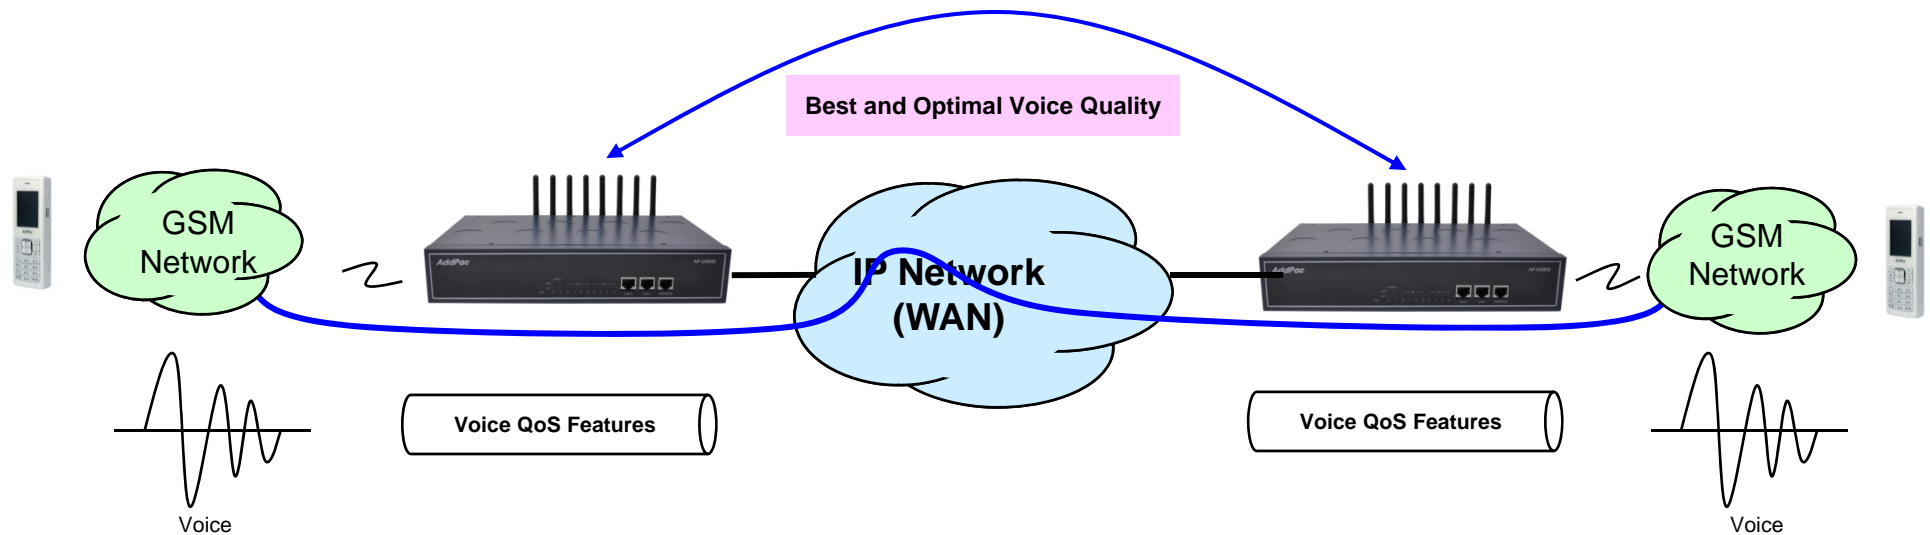 Best and Optimal Voice Quality
GSM
Network
AddPac
IP Network
(WAN)
AddPac
GSM
Network
Voice QoS Features
Voice QoS Features
Voice
Voice